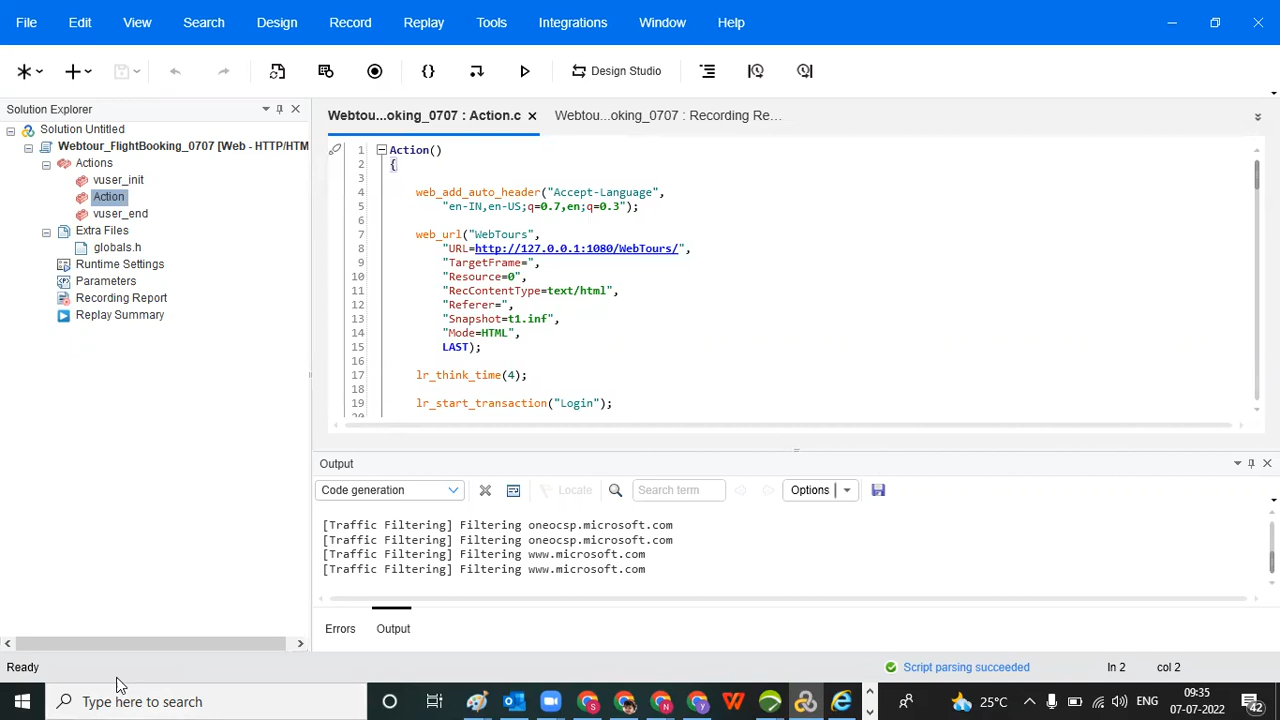 File Edit View Search Design Record Replay Tools Integrations Window Help
Design Studio
Solution Explorer
Webtou...oking_0707 : Action.c
Webtou...oking_0707 : Recording Re...
Solution Untitled
Webtour_FlightBooking_0707 [Web - HTTP/HTM
Actions
vuser_init
Action
vuser_end
Extra Files
globals.h
Runtime Settings
Parameters
Recording Report
Replay Summary
1 Action()
2 {
3
4 web_add_auto_header("Accept-Language",
5 "en-IN,en-US;q=0.7,en;q=0.3");
6
7 web_url("WebTours",
8 "URL=http://127.0.0.1:1080/WebTours/",
9 "TargetFrame=",
10 "Resource=0",
11 "RecContentType=text/html",
12 "Referer=",
13 "Snapshot=t1.inf",
14 "Mode=HTML",
15 LAST);
16
17 lr_think_time(4);
18
19 lr_start_transaction("Login");
20
Output
Code generation
Locate
Search term
Options
[Traffic Filtering] Filtering oneocsp.microsoft.com
[Traffic Filtering] Filtering oneocsp.microsoft.com
[Traffic Filtering] Filtering www.microsoft.com
[Traffic Filtering] Filtering www.microsoft.com
Errors Output
Ready
Script parsing succeeded
ln 2
col 2
Type here to search
25°C
ENG
09:35
07-07-2022
42